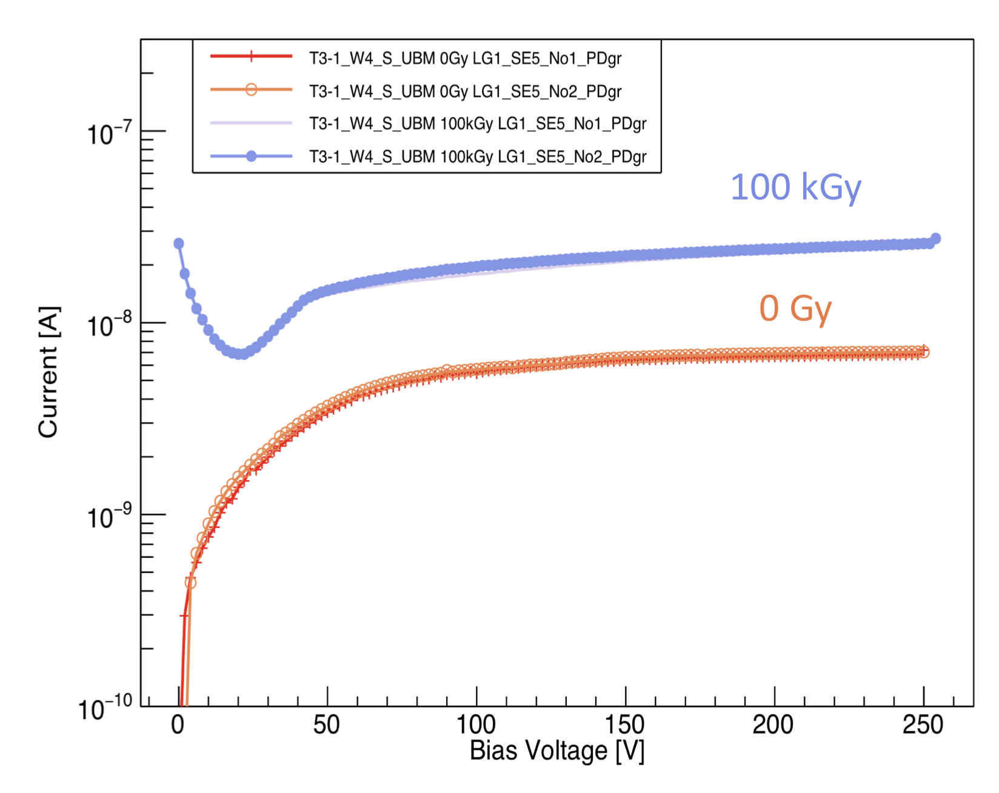 T3-1_W4_S_UBM 0Gy LG1_SE5_No1_PDgr
T3-1_W4_S_UBM 0Gy LG1_SE5_No2_PDgr
T3-1_W4_S_UBM 100kGy LG1_SE5_No1_PDgr
T3-1_W4_S_UBM 100kGy LG1_SE5_No2_PDgr
100 kGy
0 Gy
Current [A]
10⁻⁷
10⁻⁸
10⁻⁹
10⁻¹⁰
0 50 100 150 200 250
Bias Voltage [V]